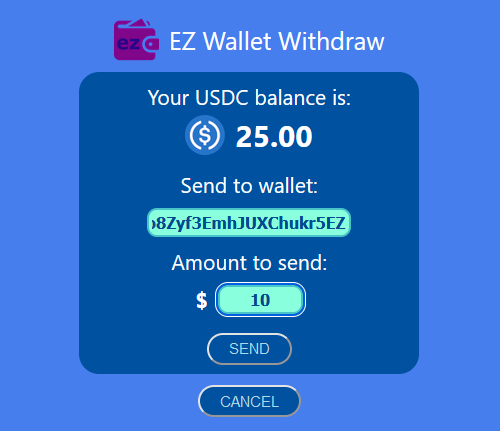 ez
EZ Wallet Withdraw
Your USDC balance is:
$ 25.00
Send to wallet:
o8Zyf3EmhJUXChukr5EZ
Amount to send:
$ 10
SEND
CANCEL